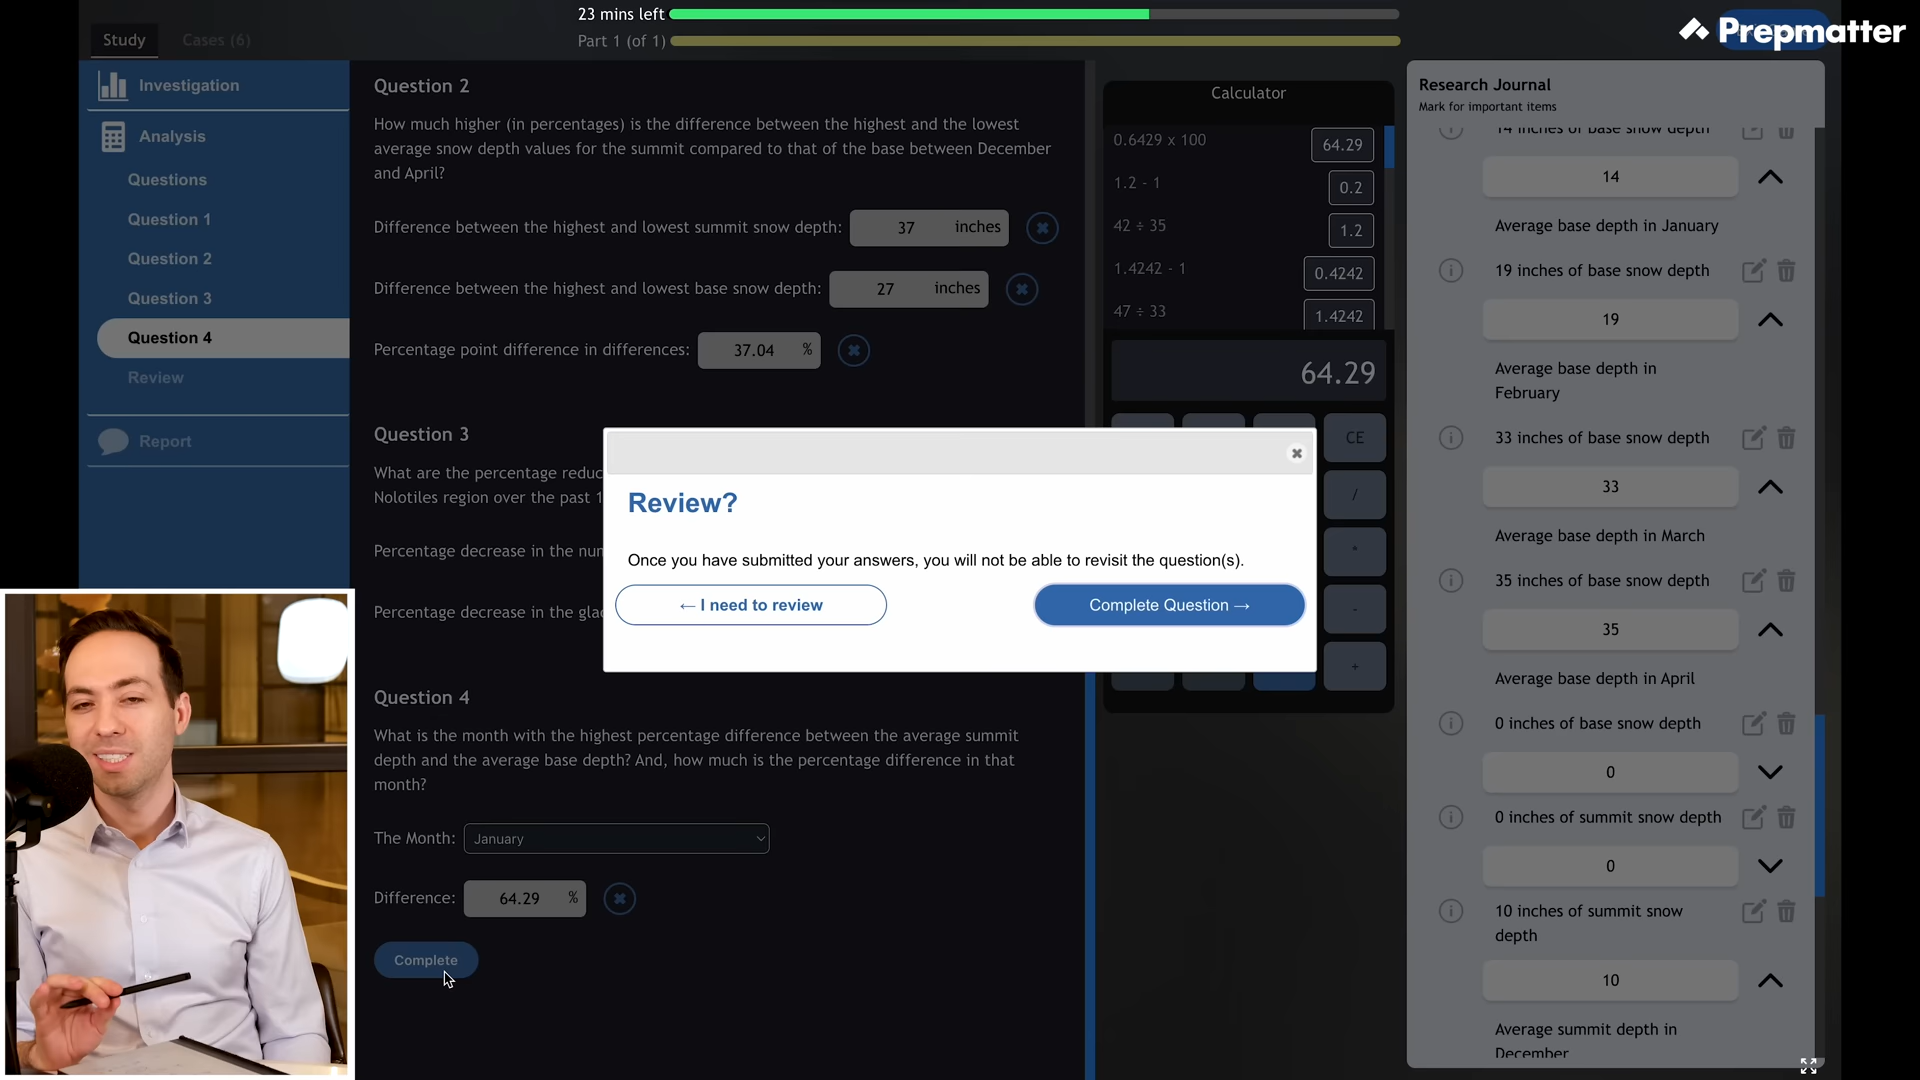 23 mins left
Part 1 (of 1)
Prepmatter
Study
Cases (6)
Investigation
Analysis
Questions
Question 1
Question 2
Question 3
Question 4
Review
Report
Question 2
How much higher (in percentages) is the difference between the highest and the lowest
average snow depth values for the summit compared to that of the base between December
and April?
Difference between the highest and lowest summit snow depth: 37 inches
Difference between the highest and lowest base snow depth: 27 inches
Percentage point difference in differences: 37.04 %
Question 3
What are the percentage reduc
Nolotiles region over the past 1
Percentage decrease in the num
Percentage decrease in the glac
Question 4
What is the month with the highest percentage difference between the average summit
depth and the average base depth? And, how much is the percentage difference in that
month?
The Month: January
Difference: 64.29 %
Complete
Review?
Once you have submitted your answers, you will not be able to revisit the question(s).
← I need to review
Complete Question →
Calculator
0.6429 x 100 64.29
1.2 - 1 0.2
42 ÷ 35 1.2
1.4242 - 1 0.4242
47 ÷ 33 1.4242
64.29
CE
/
*
-
+
Research Journal
Mark for important items
14 inches of base snow depth
14
Average base depth in January
19 inches of base snow depth
19
Average base depth in
February
33 inches of base snow depth
33
Average base depth in March
35 inches of base snow depth
35
Average base depth in April
0 inches of base snow depth
0
0 inches of summit snow depth
0
10 inches of summit snow
depth
10
Average summit depth in
December